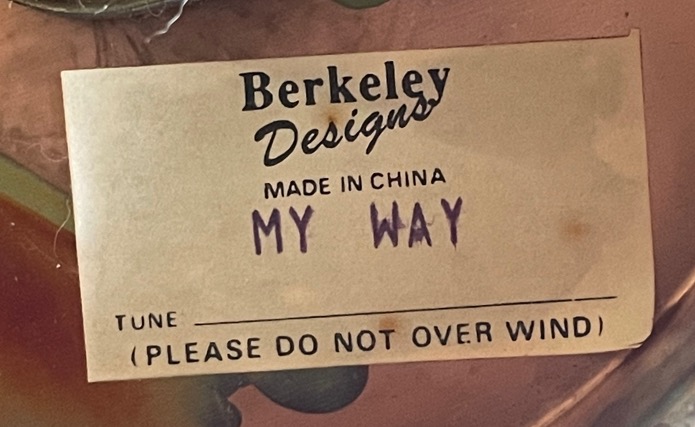 Berkeley
Designs
MADE IN CHINA
MY WAY
TUNE
(PLEASE DO NOT OVER WIND)